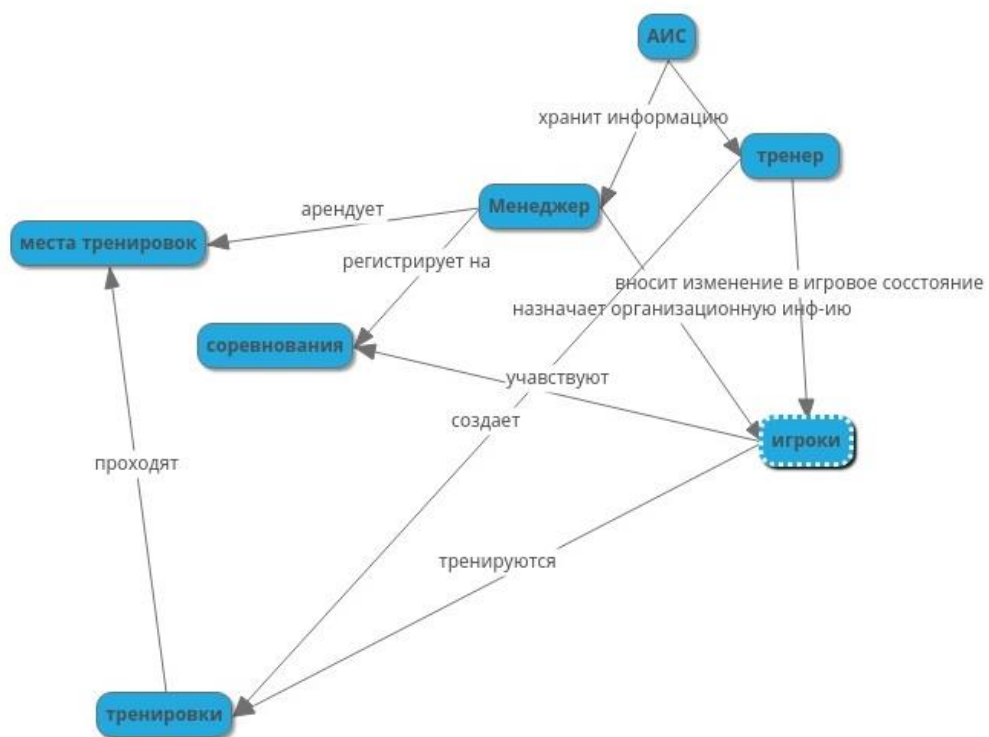 АИС
хранит информацию
тренер
Менеджер
арендует
места тренировок
регистрирует на
вносит изменение в игровое сосстояние
назначает организационную инф-ию
соревнования
учавствуют
создает
игроки
проходят
тренируются
тренировки